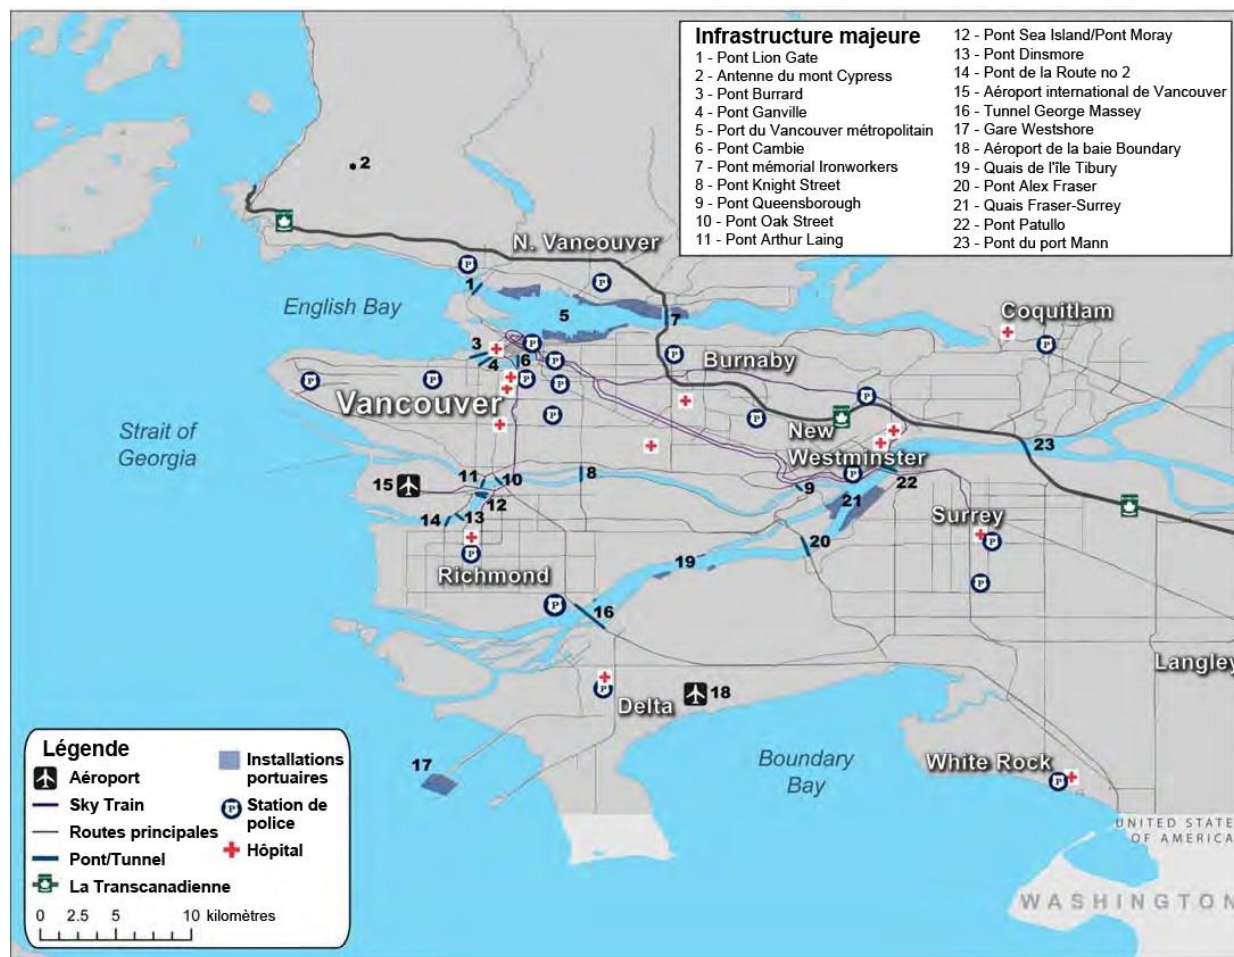 Infrastructure majeure
1 - Pont Lion Gate
2 - Antenne du mont Cypress
3 - Pont Burrard
4 - Pont Ganville
5 - Port du Vancouver métropolitain
6 - Pont Cambie
7 - Pont mémorial Ironworkers
8 - Pont Knight Street
9 - Pont Queensborough
10 - Pont Oak Street
11 - Pont Arthur Laing
12 - Pont Sea Island/Pont Moray
13 - Pont Dinsmore
14 - Pont de la Route no 2
15 - Aéroport international de Vancouver
16 - Tunnel George Massey
17 - Gare Westshore
18 - Aéroport de la baie Boundary
19 - Quais de l'île Tibury
20 - Pont Alex Fraser
21 - Quais Fraser-Surrey
22 - Pont Patullo
23 - Pont du port Mann
2
N. Vancouver
1
English Bay
5
7
Coquitlam
3
4
6
Burnaby
Vancouver
Strait of
Georgia
New
Westminster
23
15
11
10
8
9
22
12
21
14
13
Surrey
20
19
Richmond
16
Langley
Delta
18
17
Boundary
Bay
White Rock
UNITED STATE
OF AMERICA
WASHINGTON
Légende
Aéroport
Sky Train
Routes principales
Pont/Tunnel
La Transcanadienne
Installations
portuaires
P
Station de
police
Hôpital
0 2.5 5 10 kilomètres